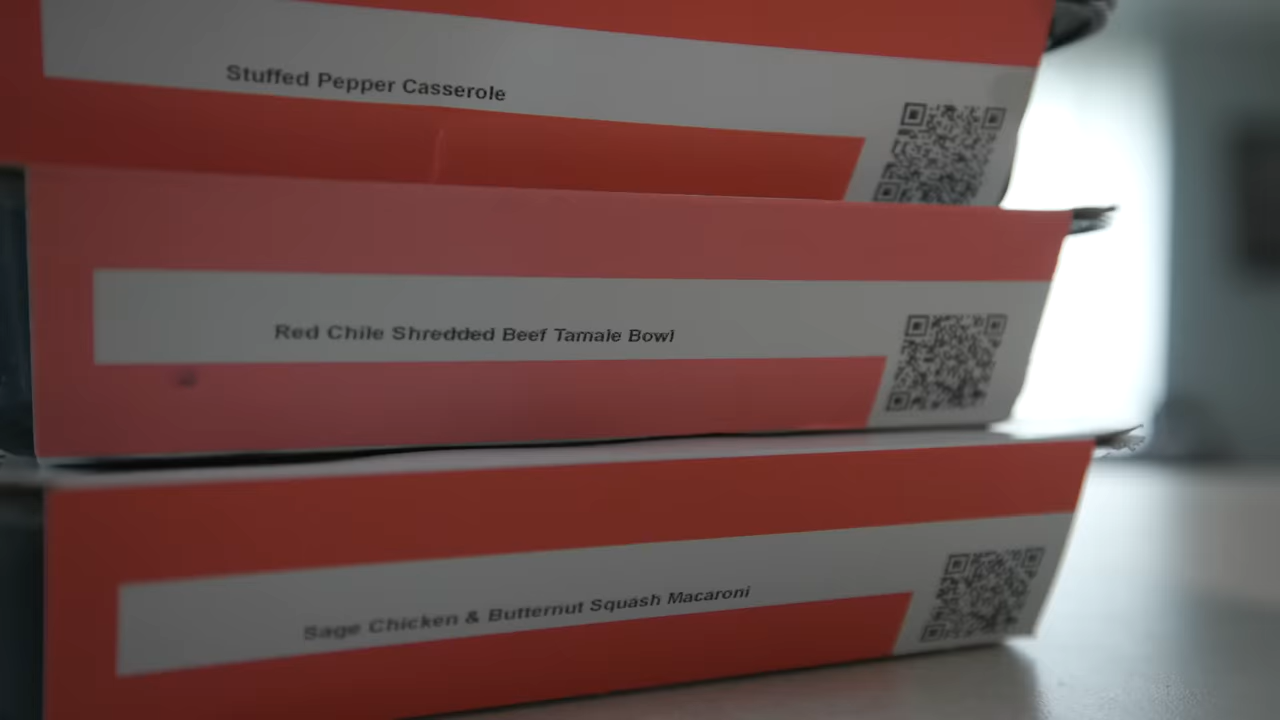 Stuffed Pepper Casserole
Red Chile Shredded Beef Tamale Bowl
Sage Chicken & Butternut Squash Macaroni